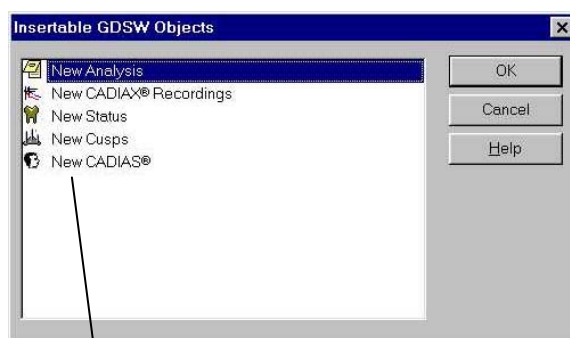 Insertable GDSW Objects
New Analysis
New CADIAX® Recordings
New Status
New Cusps
New CADIAS®
OK
Cancel
Help